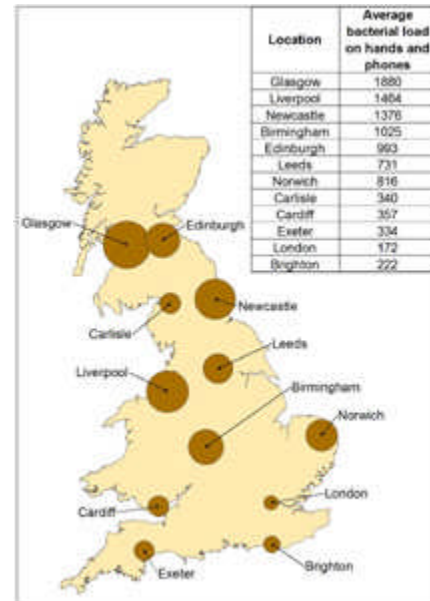 Location
Average
bacterial load
on hands and
phones
Glasgow 1880
Liverpool 1464
Newcastle 1376
Birmingham 1025
Edinburgh 993
Leeds 731
Norwich 816
Carlisle 340
Cardiff 357
Exeter 334
London 172
Brighton 222
Glasgow
Edinburgh
Newcastle
Carlisle
Leeds
Liverpool
Birmingham
Norwich
London
Cardiff
Brighton
Exeter